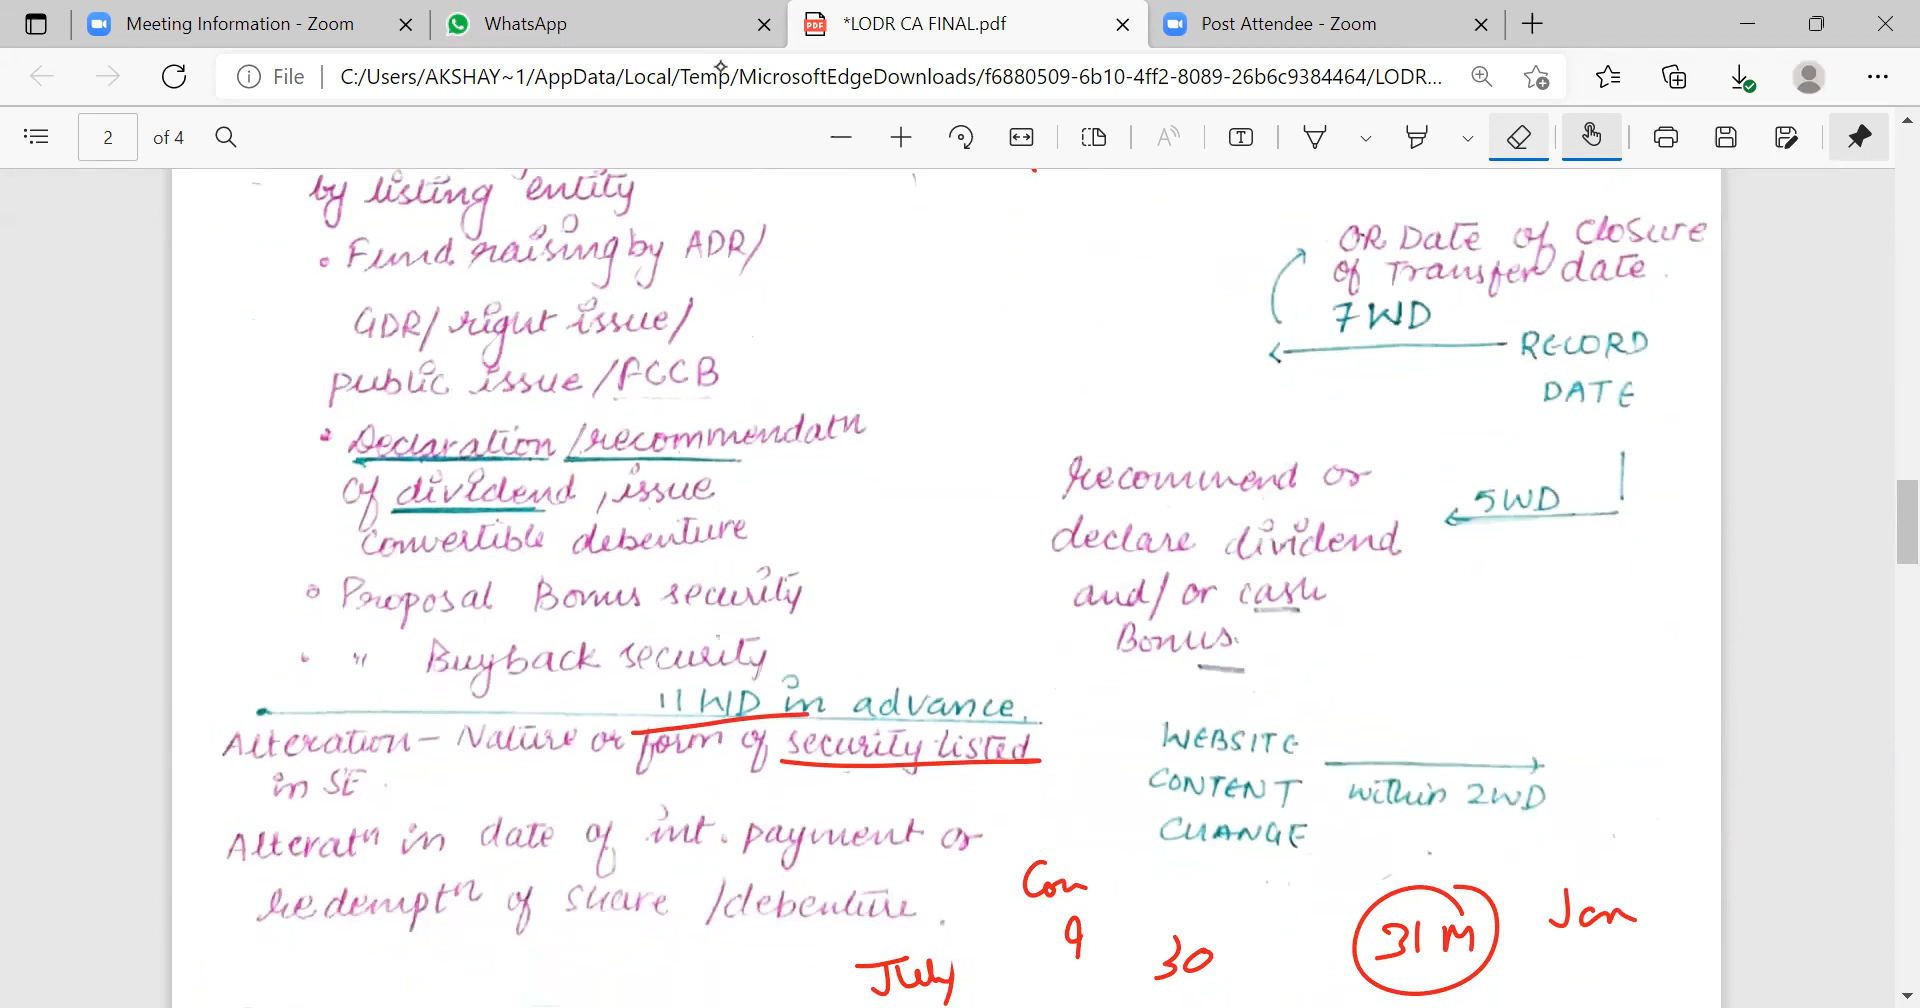 Meeting Information - Zoom
WhatsApp
*LODR CA FINAL.pdf
Post Attendee - Zoom
File
C:/Users/AKSHAY~1/AppData/Local/Temp/MicrosoftEdgeDownloads/f6880509-6b10-4ff2-8089-26b6c9384464/LODR...
2 of 4
by listing entity
• Fund raising by ADR/
GDR/right issue/
public issue/FCCB
• Declaration/recommendatn
of dividend, issue
convertible debenture
• Proposal Bonus security
• " Buyback security
11 WD in advance.
Alteration - Nature or form of security listed
in SE.
Alteratn in date of int. payment or
redemptn of share /debenture.
OR Date of Closure
of Transfer date.
7WD
RECORD
DATE
Recommend or
declare dividend
and/or cash
Bonus.
5WD
WEBSITE
CONTENT
CHANGE
within 2WD
Con
9
July
30
31 M
Jan